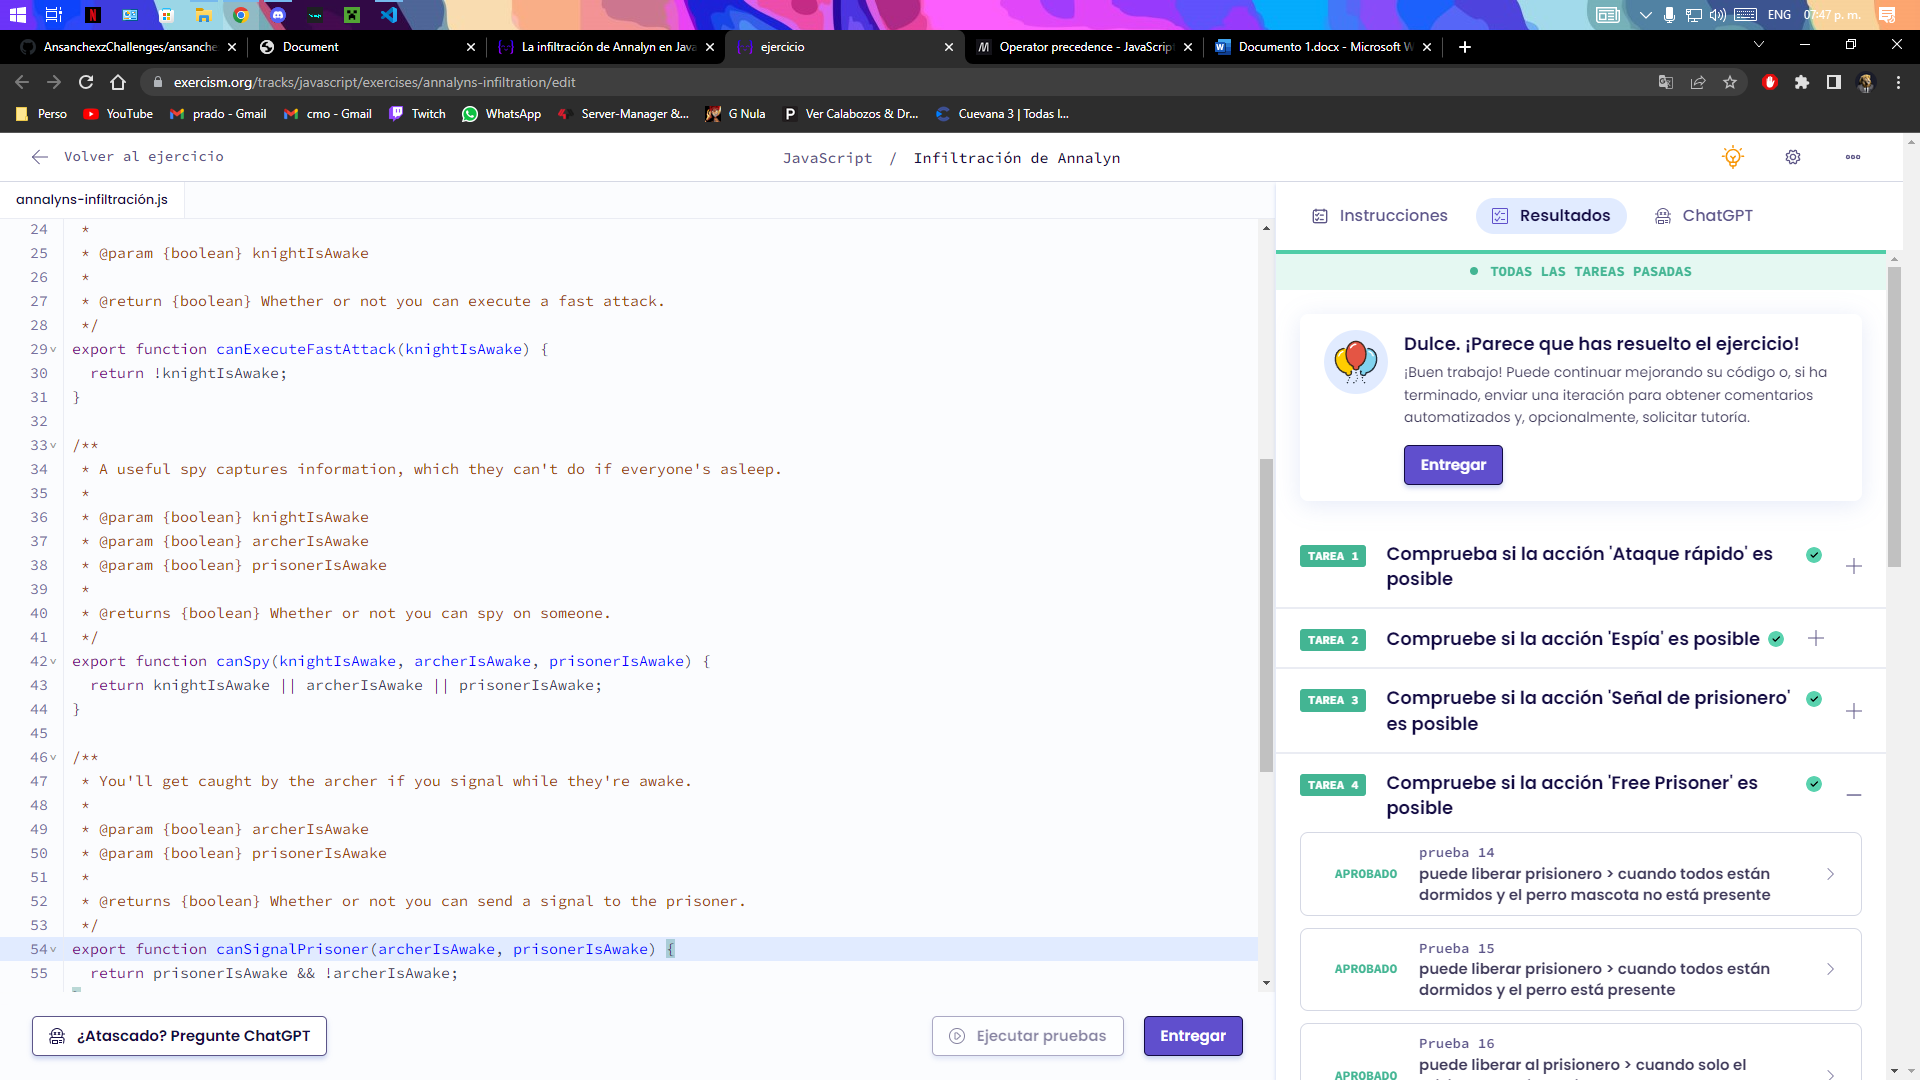 ENG
07:47 p. m.
AnsanchexzChallenges/ansanche
Document
La infiltración de Annalyn en Java
ejercicio
Operator precedence - JavaScrip
Documento 1.docx - Microsoft W
exercism.org/tracks/javascript/exercises/annalyns-infiltration/edit
Perso
YouTube
prado - Gmail
cmo - Gmail
Twitch
WhatsApp
Server-Manager &...
G Nula
Ver Calabozos & Dr...
Cuevana 3 | Todas l...
Volver al ejercicio
JavaScript / Infiltración de Annalyn
annalyns-infiltración.js
24 *
25 * @param {boolean} knightIsAwake
26 *
27 * @return {boolean} Whether or not you can execute a fast attack.
28 */
29 export function canExecuteFastAttack(knightIsAwake) {
30 return !knightIsAwake;
31 }
32
33 /**
34 * A useful spy captures information, which they can't do if everyone's asleep.
35 *
36 * @param {boolean} knightIsAwake
37 * @param {boolean} archerIsAwake
38 * @param {boolean} prisonerIsAwake
39 *
40 * @returns {boolean} Whether or not you can spy on someone.
41 */
42 export function canSpy(knightIsAwake, archerIsAwake, prisonerIsAwake) {
43 return knightIsAwake || archerIsAwake || prisonerIsAwake;
44 }
45
46 /**
47 * You'll get caught by the archer if you signal while they're awake.
48 *
49 * @param {boolean} archerIsAwake
50 * @param {boolean} prisonerIsAwake
51 *
52 * @returns {boolean} Whether or not you can send a signal to the prisoner.
53 */
54 export function canSignalPrisoner(archerIsAwake, prisonerIsAwake) {
55 return prisonerIsAwake && !archerIsAwake;
¿Atascado? Pregunte ChatGPT
Ejecutar pruebas
Entregar
Instrucciones
Resultados
ChatGPT
TODAS LAS TAREAS PASADAS
Dulce. ¡Parece que has resuelto el ejercicio!
¡Buen trabajo! Puede continuar mejorando su código o, si ha
terminado, enviar una iteración para obtener comentarios
automatizados y, opcionalmente, solicitar tutoría.
Entregar
TAREA 1
Comprueba si la acción 'Ataque rápido' es
posible
TAREA 2
Compruebe si la acción 'Espía' es posible
TAREA 3
Compruebe si la acción 'Señal de prisionero'
es posible
TAREA 4
Compruebe si la acción 'Free Prisoner' es
posible
prueba 14
APROBADO
puede liberar prisionero > cuando todos están
dormidos y el perro mascota no está presente
Prueba 15
APROBADO
puede liberar prisionero > cuando todos están
dormidos y el perro está presente
Prueba 16
APROBADO
puede liberar al prisionero > cuando solo el